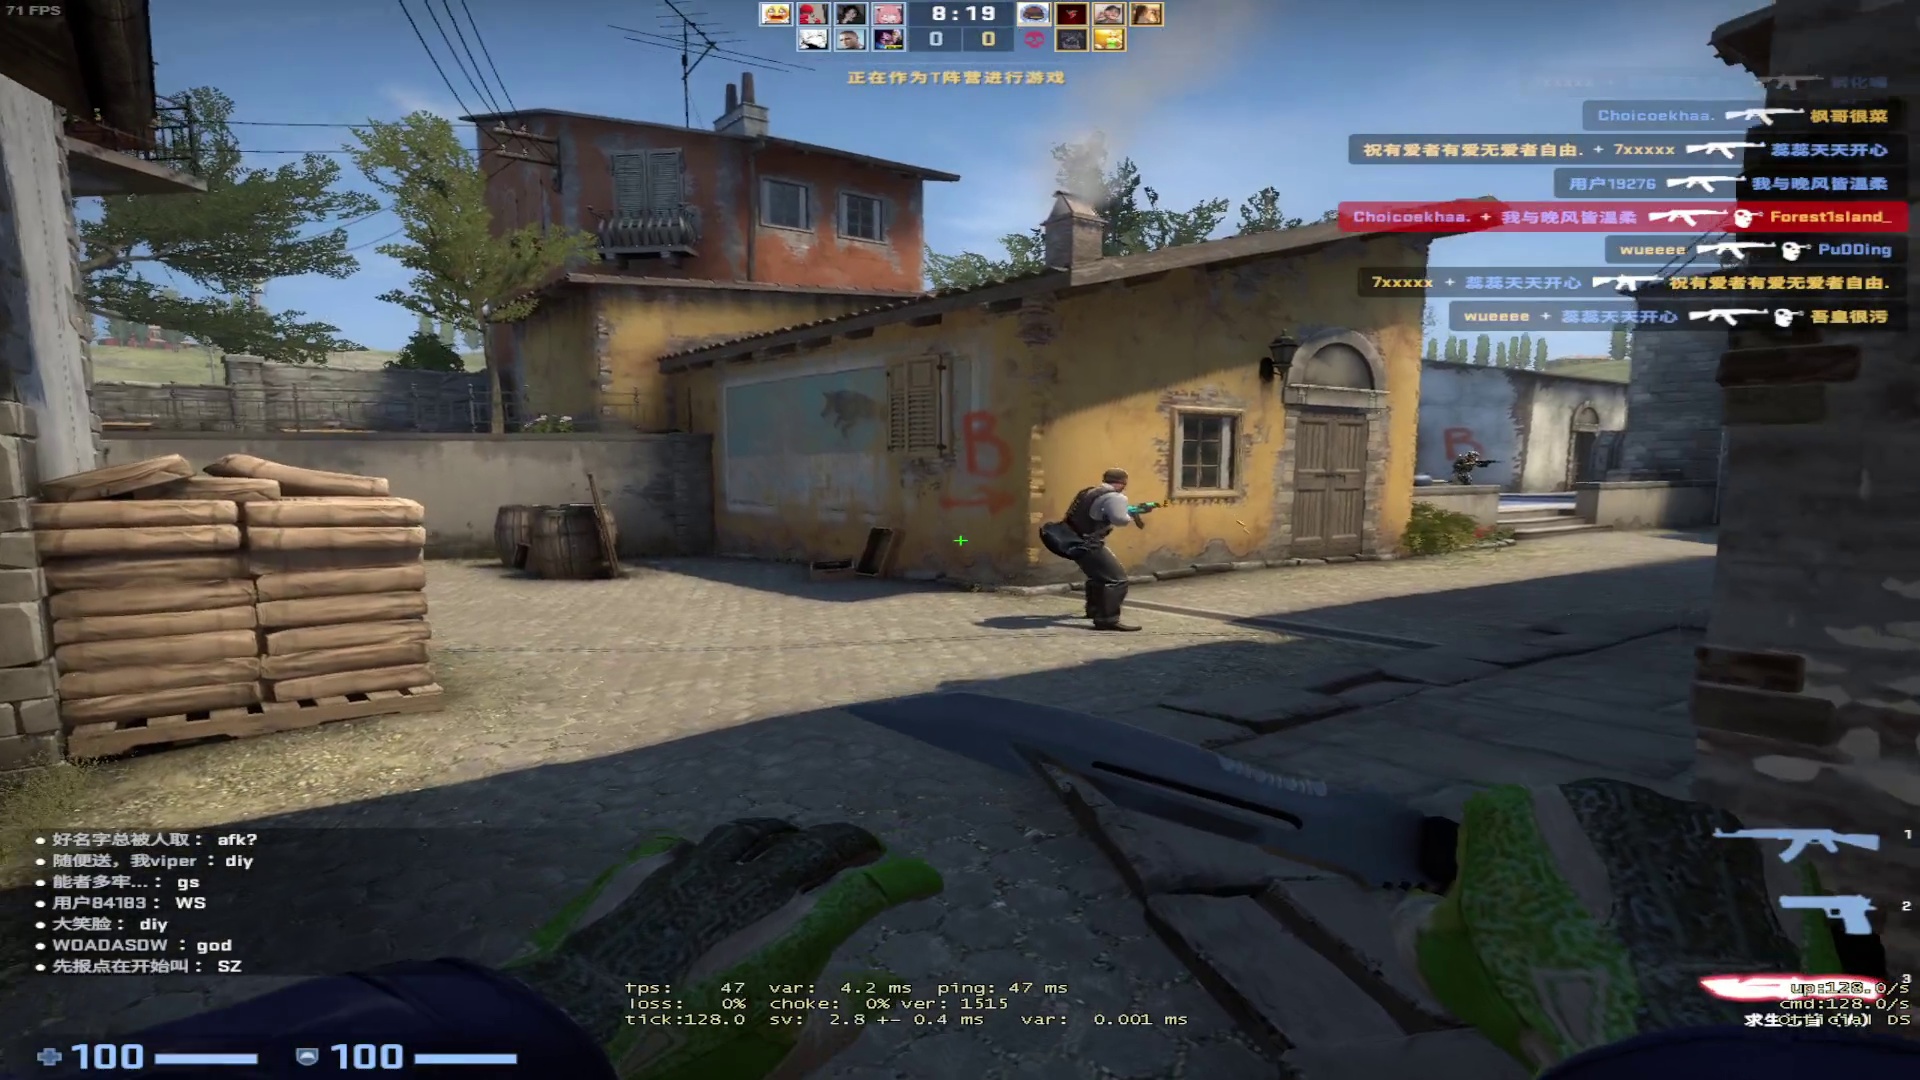 71 FPS
8:19
0 0
正在作为T阵营进行游戏
Choicoekhaa. 枫哥很菜
祝有爱者有爱无爱者自由. + 7xxxxx 蕊蕊天天开心
用户19276 我与晚风皆温柔
Choicoekhaa. + 我与晚风皆温柔 Forest1sland_
wueeee PuDDing
7xxxxx + 蕊蕊天天开心 祝有爱者有爱无爱者自由.
wueeee + 蕊蕊天天开心 吾皇很污
B
B
好名字总被人取： afk?
随便送，我viper ： diy
能者多牢...： gs
用户84183： WS
大笑脸： diy
WOADASOW ： god
先报点在开始叫： SZ
1
2
3
fps: 47 var: 4.2 ms ping: 47 ms
loss: 0% choke: 0% ver: 1515
tick:128.0 sv: 2.8 +- 0.4 ms var: 0.001 ms
up:128.0/s
cmd:128.0/s
DS
100 100